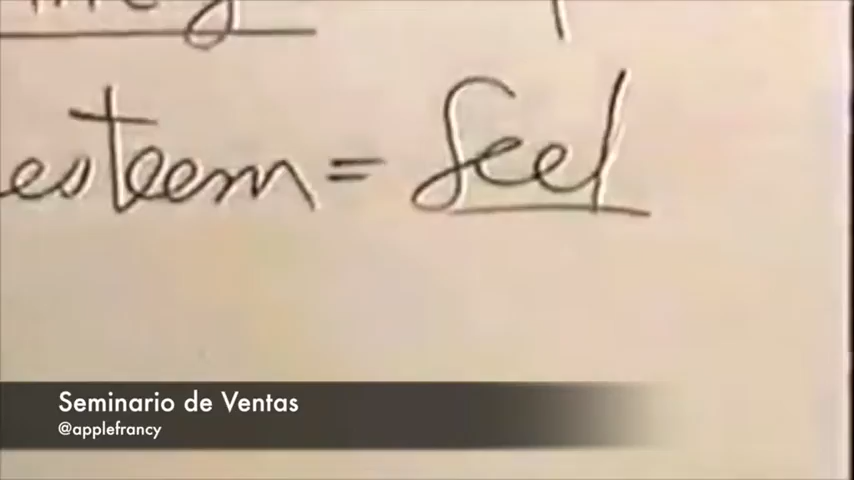 esteem = feel
Seminario de Ventas
@applefrancy